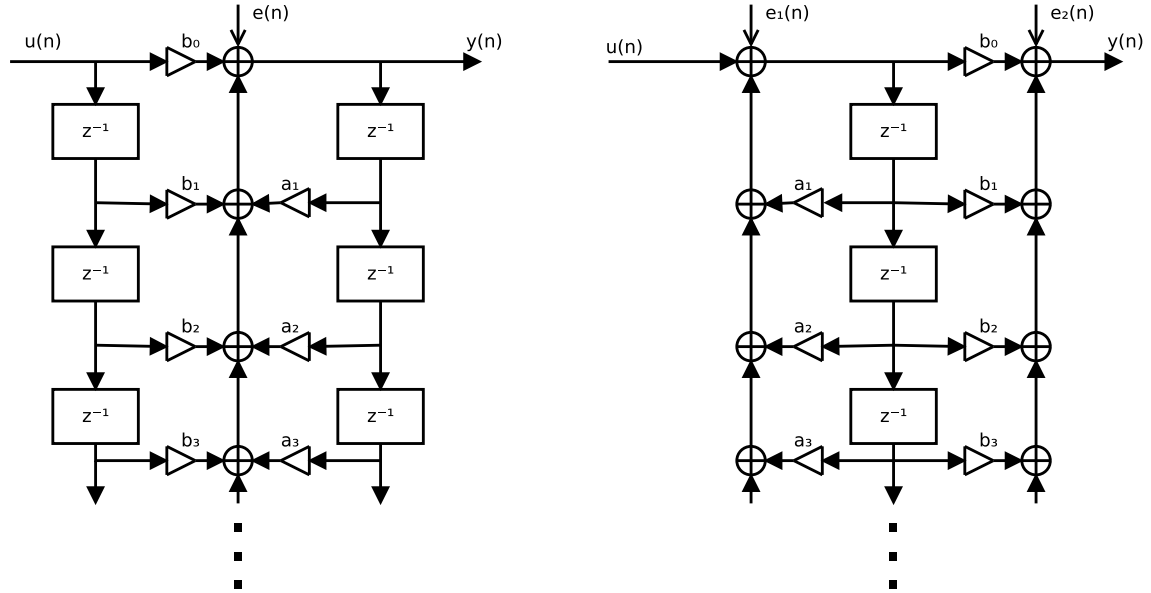 e(n)
u(n) b₀ y(n)
z⁻¹ z⁻¹
b₁ a₁
z⁻¹ z⁻¹
b₂ a₂
z⁻¹ z⁻¹
b₃ a₃
e₁(n) e₂(n)
u(n) b₀ y(n)
z⁻¹
a₁ b₁
z⁻¹
a₂ b₂
z⁻¹
a₃ b₃